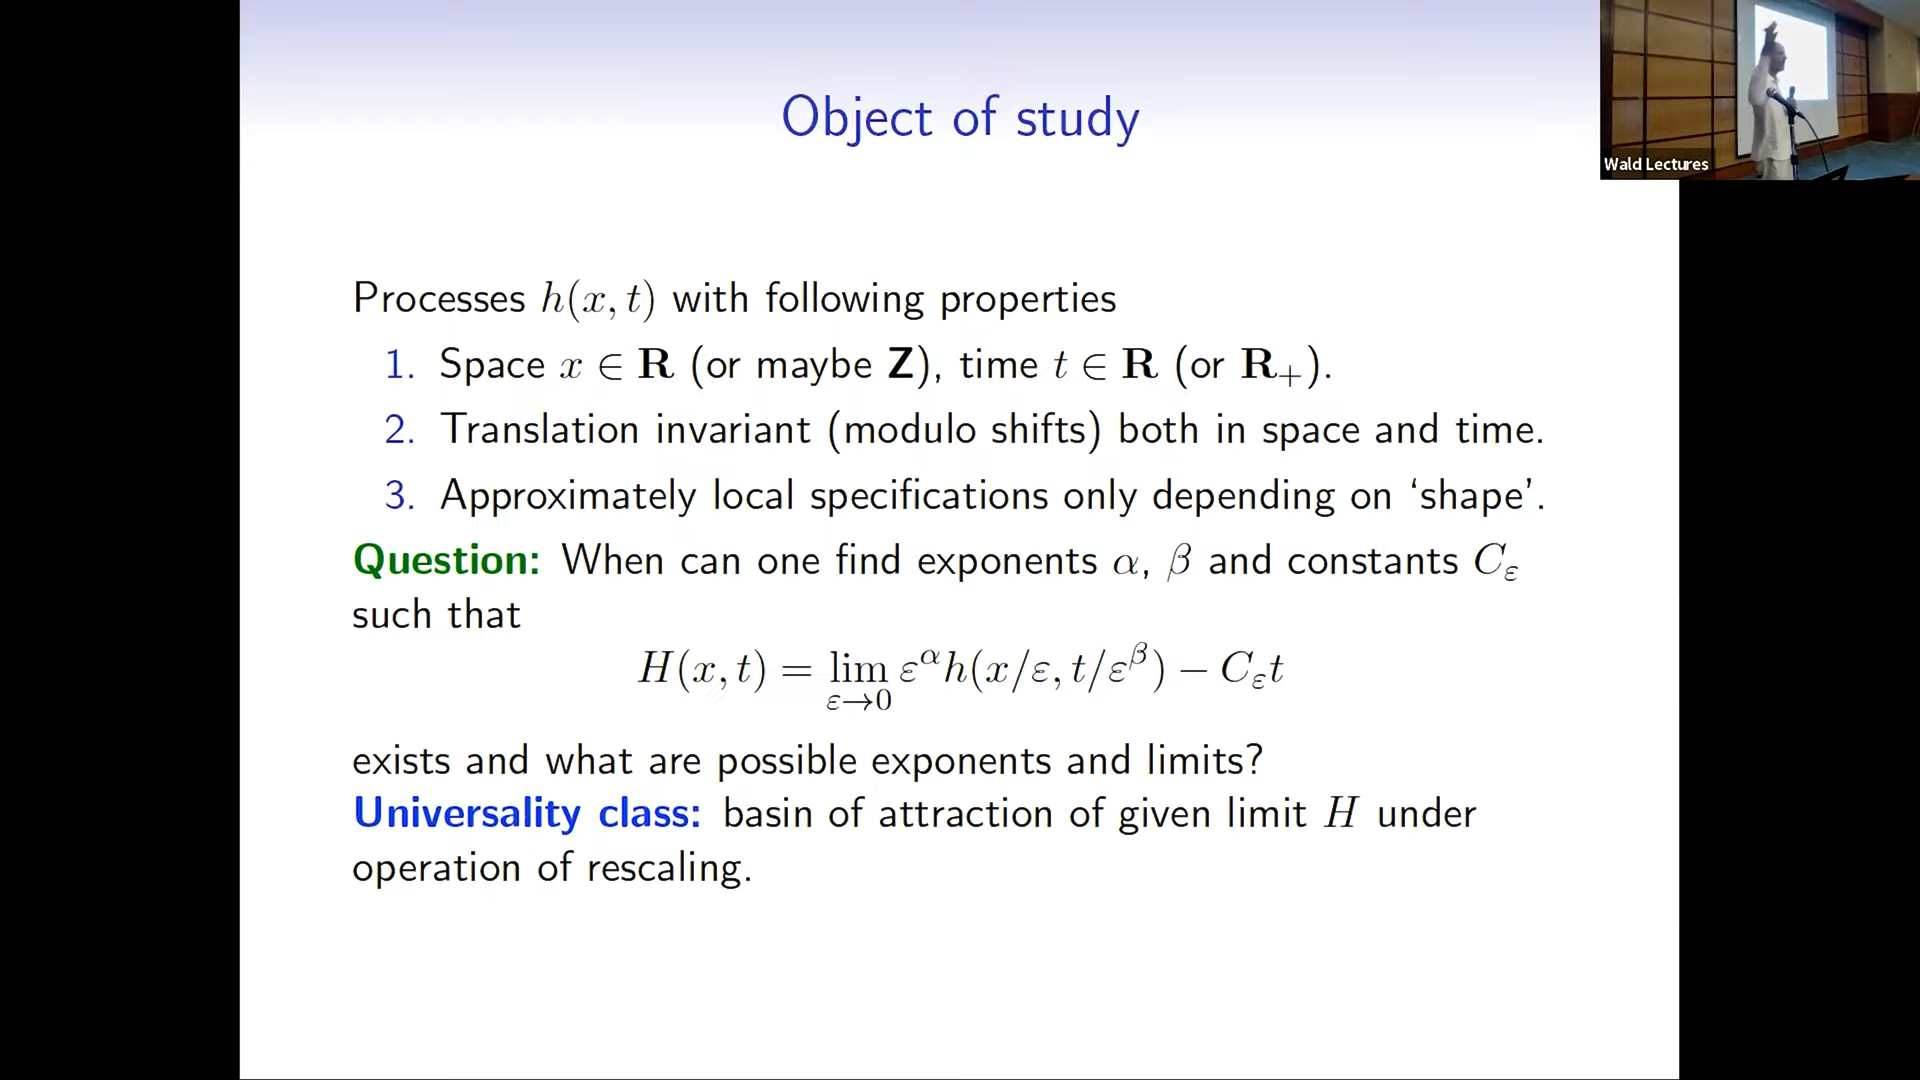 Object of study
Wald Lectures
Processes h(x, t) with following properties
1. Space x ∈ R (or maybe Z), time t ∈ R (or R₊).
2. Translation invariant (modulo shifts) both in space and time.
3. Approximately local specifications only depending on ‘shape’.
Question: When can one find exponents α, β and constants C_ε
such that
H(x, t) = lim_{ε→0} ε^α h(x/ε, t/ε^β) − C_ε t
exists and what are possible exponents and limits?
Universality class: basin of attraction of given limit H under
operation of rescaling.